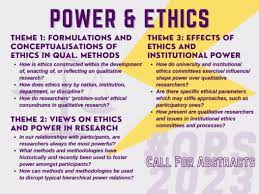 POWER & ETHICS
THEME 1: FORMULATIONS AND
CONCEPTUALISATIONS OF
ETHICS IN QUAL. METHODS
• How is ethics constructed within the development
of, enacting of, or reflecting on qualitative
research?
• How does ethics vary by nation, institution,
department, or discipline?
• How do researchers 'problem-solve' ethical
conundrums in qualitative research?
THEME 2: VIEWS ON ETHICS
AND POWER IN RESEARCH
• In our relationships with participants, are
researchers always the most powerful?
• What methods and methodologies have
historically and recently been used to foster
power amongst participants?
• How can methods and methodologies be used
to disrupt typical hierarchical power relations?
THEME 3: EFFECTS OF
ETHICS AND
INSTITUTIONAL POWER
• How do university and institutional
ethics committees exercise/ influence/
shape power over qualitative
researchers?
• Are there specific ethical parameters
which may stifle approaches, such as
participatory ones?
• How present are qualitative researchers
and issues in institutional ethics
committees and processes?
CALL FOR ABSTRACTS